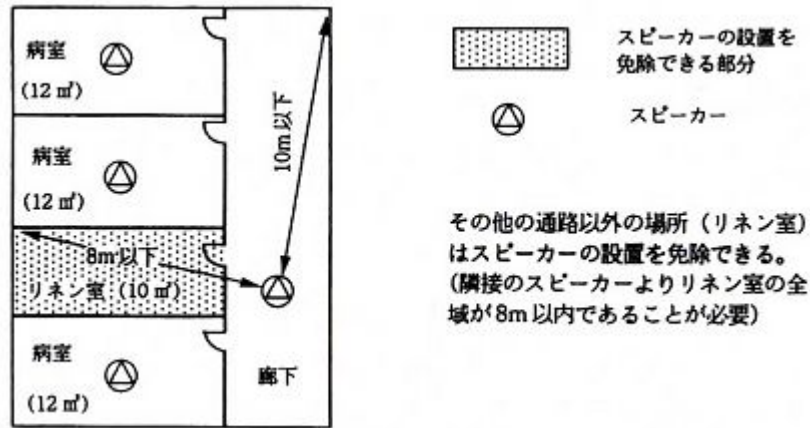 病室
(12㎡)
病室
(12㎡)
8m以下
リネン室（10㎡）
病室
(12㎡)
10m以下
廊下
スピーカーの設置を
免除できる部分
スピーカー
その他の通路以外の場所（リネン室）
はスピーカーの設置を免除できる。
(隣接のスピーカーよりリネン室の全
域が8m以内であることが必要)